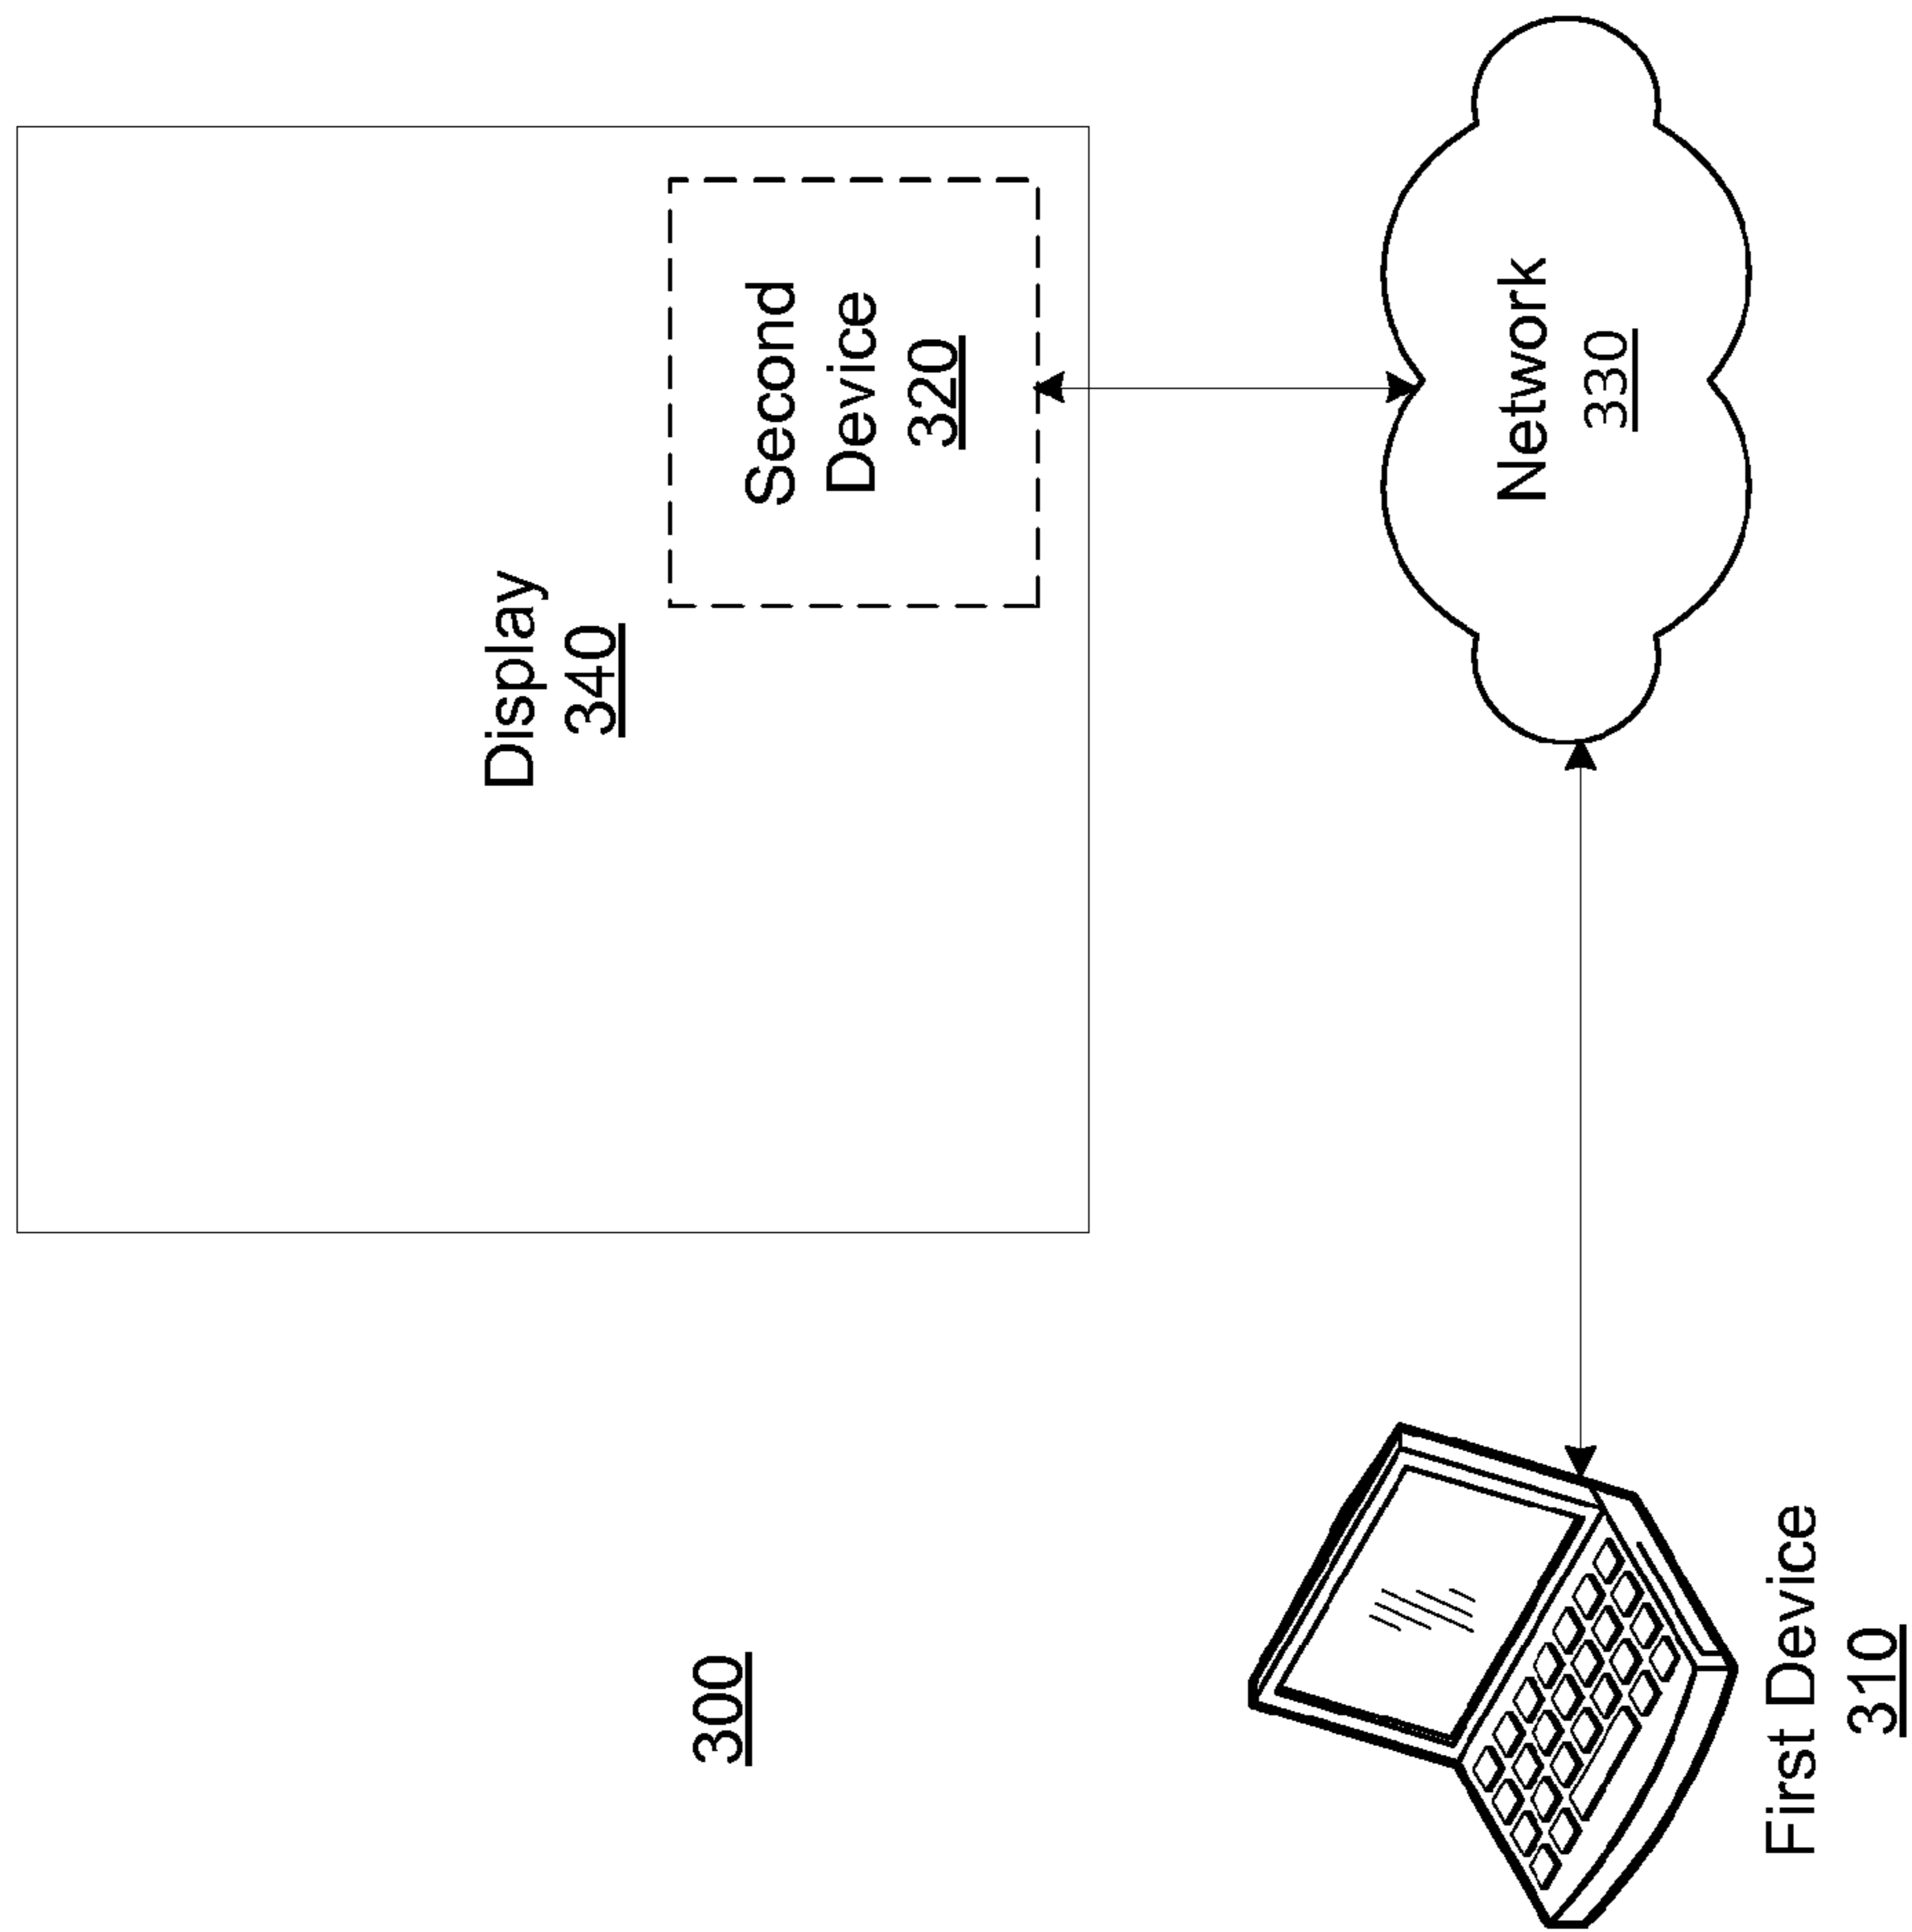 300
Display
340
Second
Device
320
First Device
310
Network
330